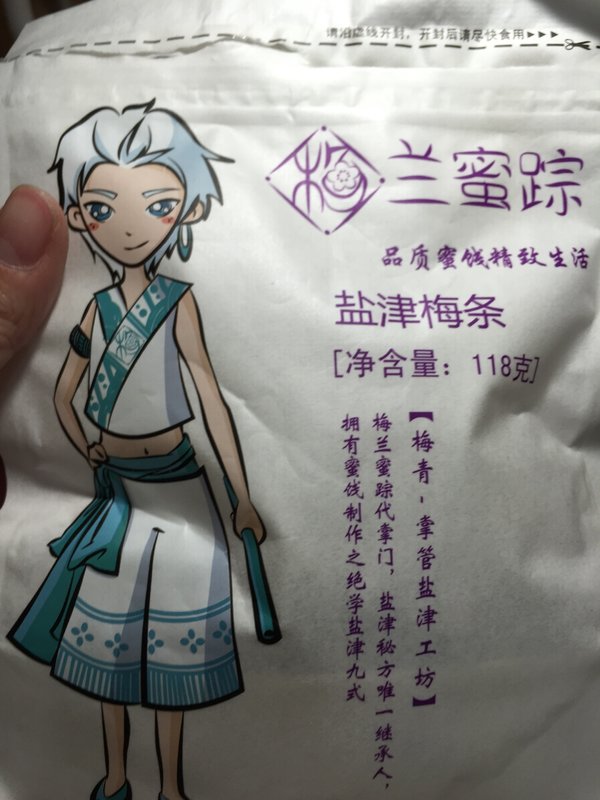 请沿虚线开封，开封后请尽快食用▶▶▶
梅兰蜜踪
品质蜜饯精致生活
盐津梅条
[净含量：118克]
【梅青-掌管盐津工坊】
梅兰蜜踪代掌门，盐津秘方唯一继承人，
拥有蜜饯制作之绝学盐津九式